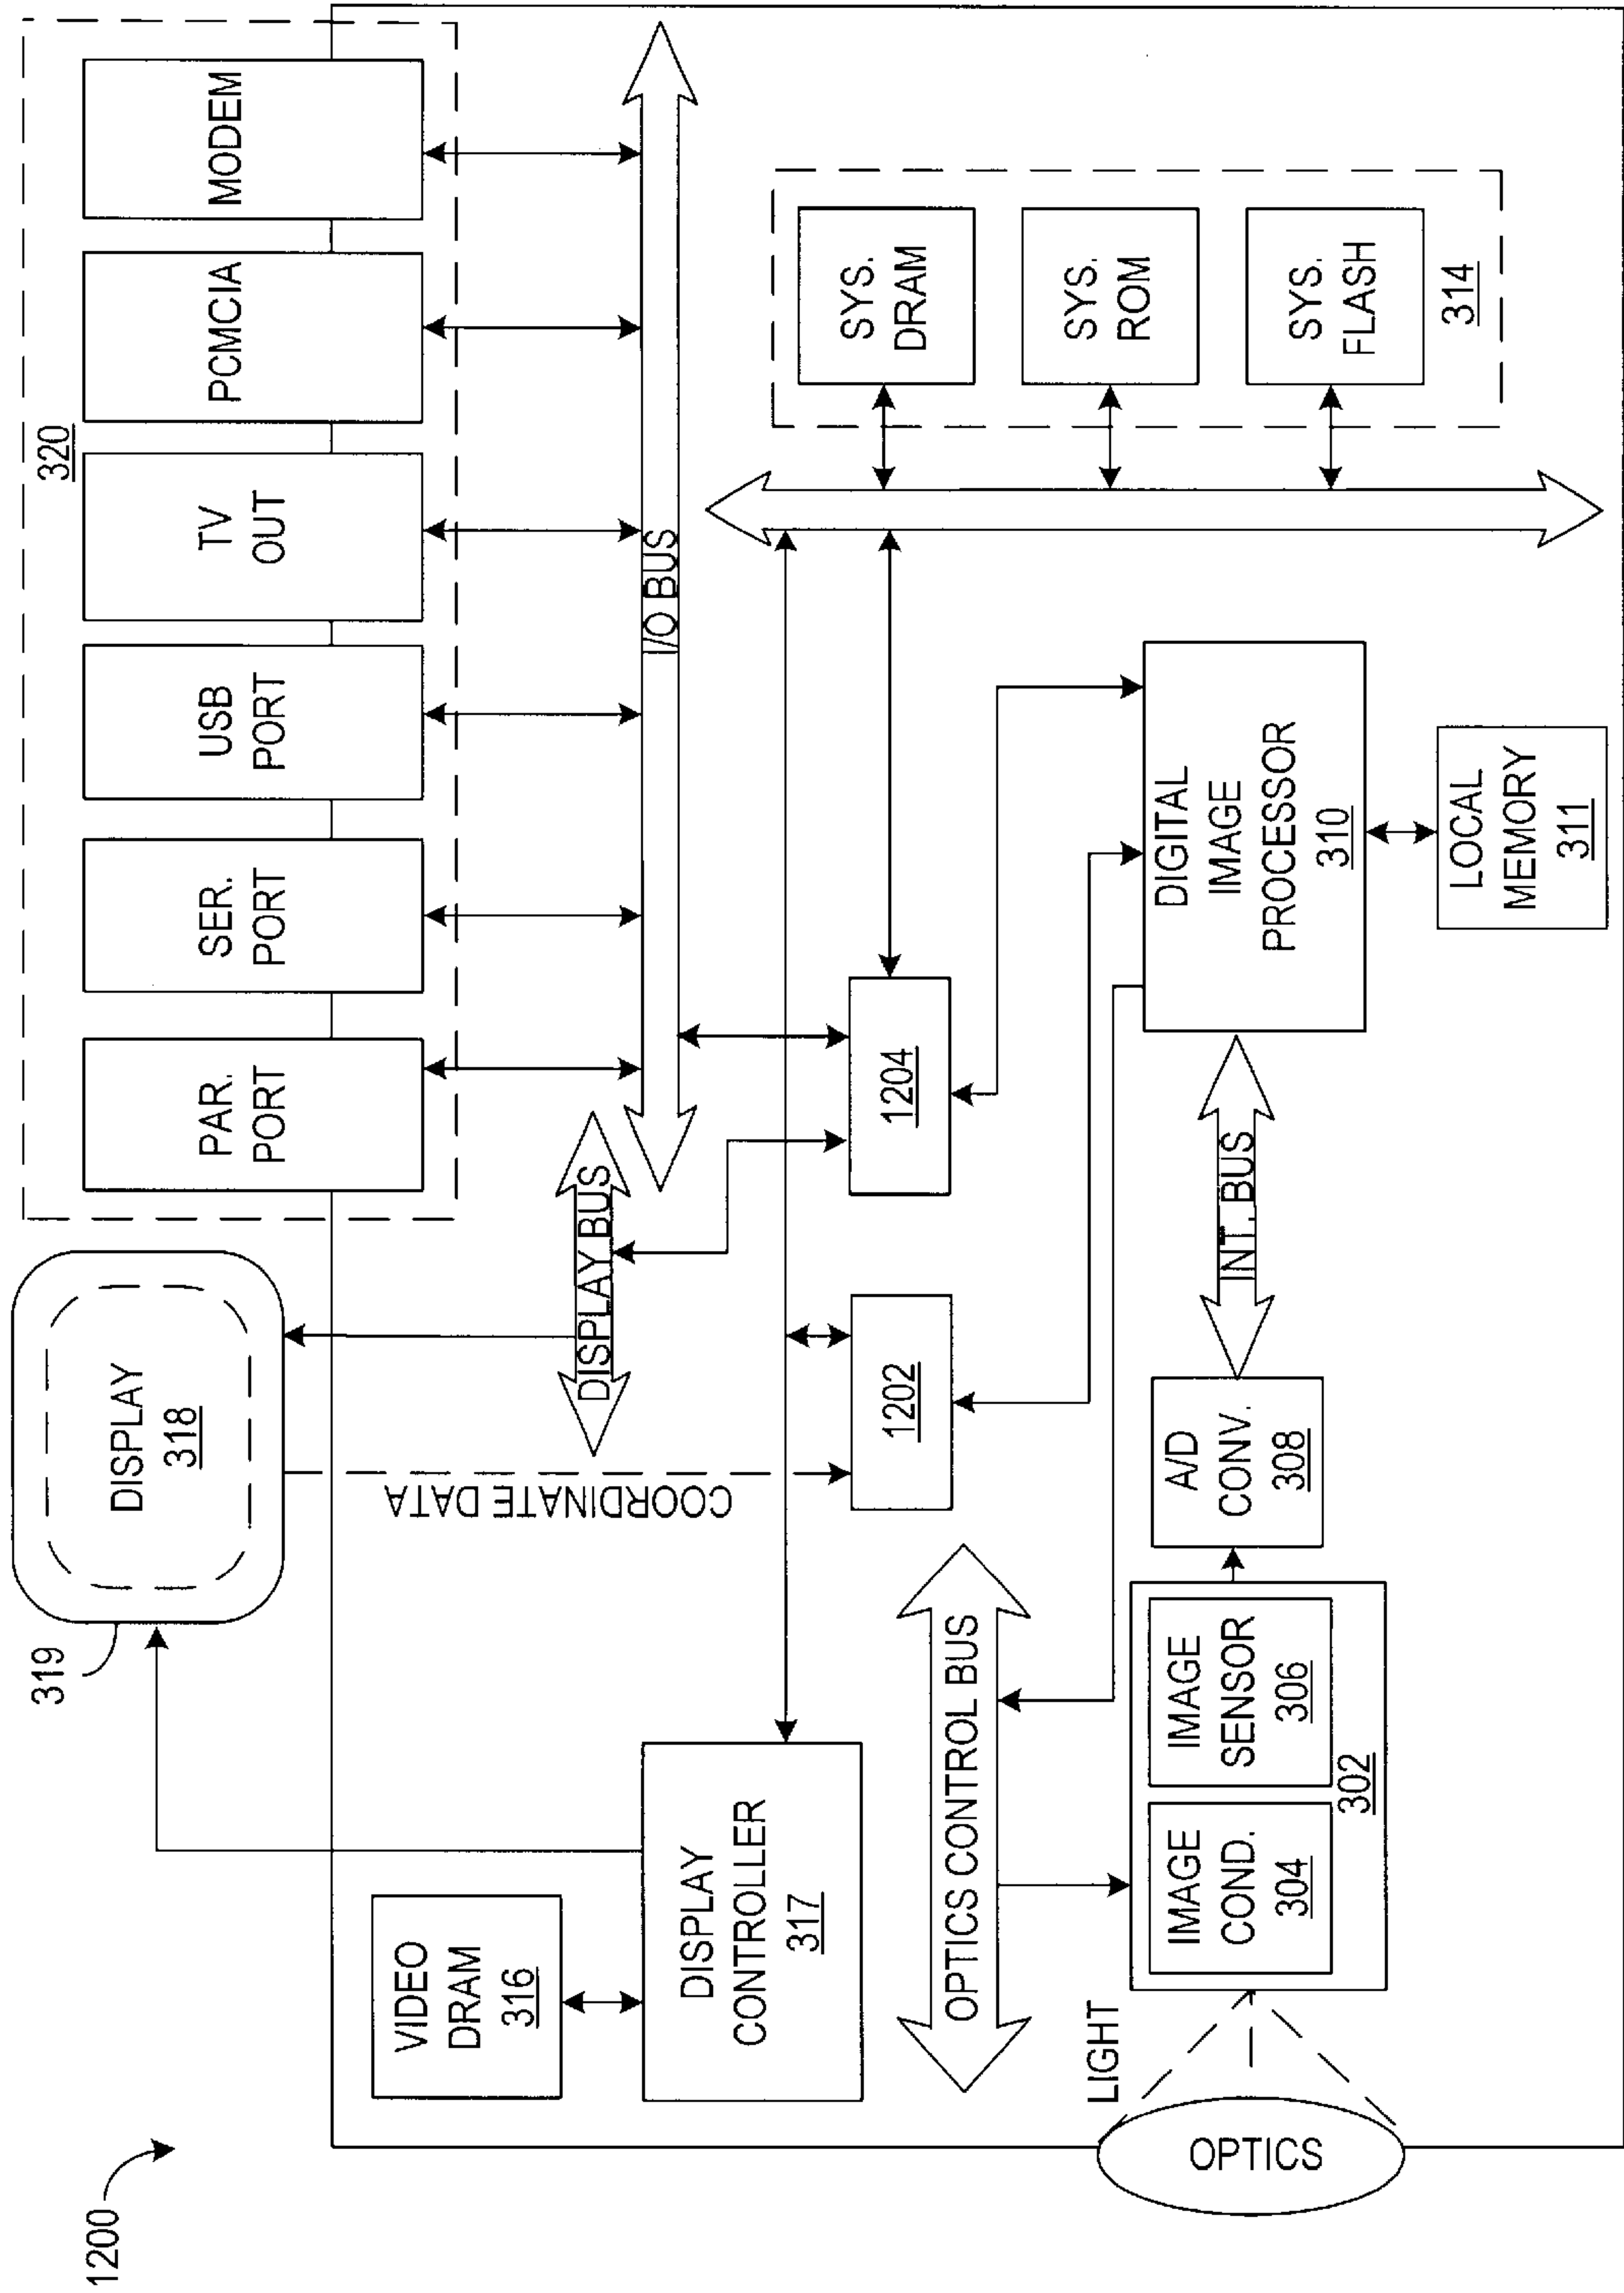 1200
319
DISPLAY
318
320
PAR.
PORT
SER.
PORT
USB
PORT
TV
OUT
PCMCIA
MODEM
VIDEO
DRAM
316
DISPLAY
CONTROLLER
317
COORDINATE DATA
DISPLAY BUS
I/O BUS
OPTICS CONTROL BUS
1202
1204
SYS.
DRAM
SYS.
ROM
SYS.
FLASH
314
LIGHT
OPTICS
IMAGE
COND.
304
IMAGE
SENSOR
306
302
A/D
CONV.
308
INT. BUS
DIGITAL
IMAGE
PROCESSOR
310
LOCAL
MEMORY
311